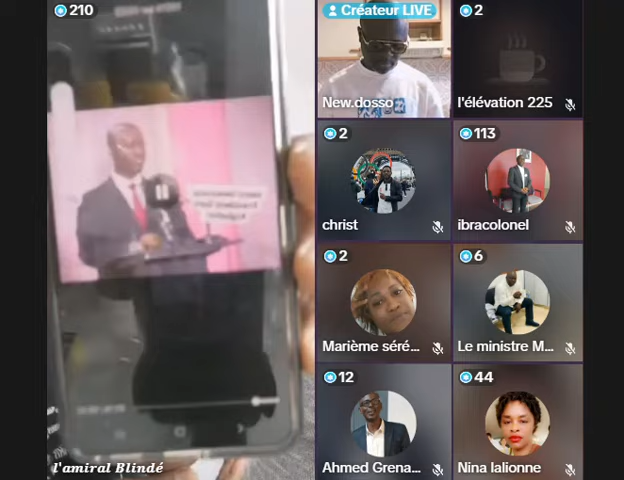 210
Créateur LIVE
New.dosso
2
l'élévation 225
2
christ
113
ibracolonel
2
Marième séré...
6
Le ministre M...
12
Ahmed Grena...
44
Nina lalionne
l'amiral Blindé